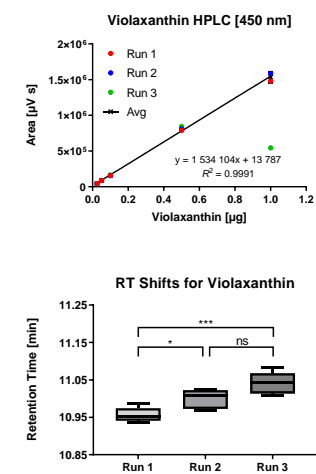 Violaxanthin HPLC [450 nm]
2×10⁶
1.5×10⁶
1×10⁶
5×10⁵
0
Area [µV s]
Run 1
Run 2
Run 3
Avg
y = 1 534 104x + 13 787
R² = 0.9991
0.0 0.2 0.4 0.6 0.8 1.0 1.2
Violaxanthin [µg]
RT Shifts for Violaxanthin
11.25
11.15
11.05
10.95
10.85
Retention Time [min]
***
* ns
Run 1 Run 2 Run 3